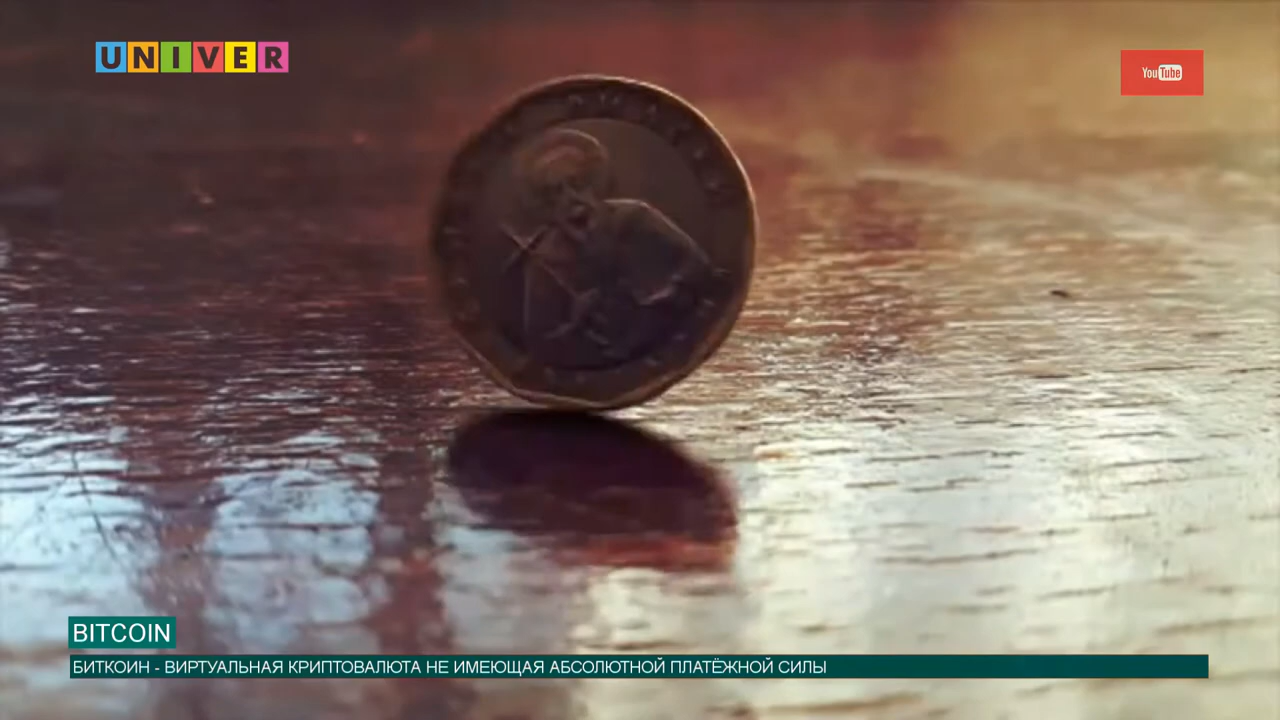 UNIVER
YouTube
BITCOIN
БИТКОИН - ВИРТУАЛЬНАЯ КРИПТОВАЛЮТА НЕ ИМЕЮЩАЯ АБСОЛЮТНОЙ ПЛАТЁЖНОЙ СИЛЫ